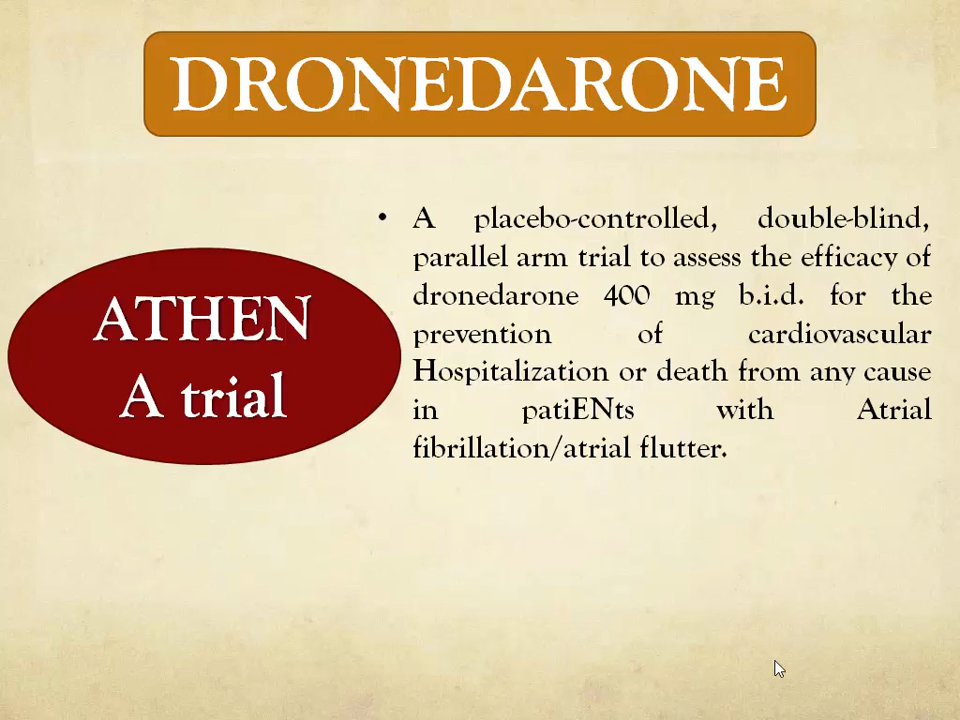 DRONEDARONE
ATHEN
A trial
• A placebo-controlled, double-blind,
parallel arm trial to assess the efficacy of
dronedarone 400 mg b.i.d. for the
prevention of cardiovascular
Hospitalization or death from any cause
in patiENts with Atrial
fibrillation/atrial flutter.